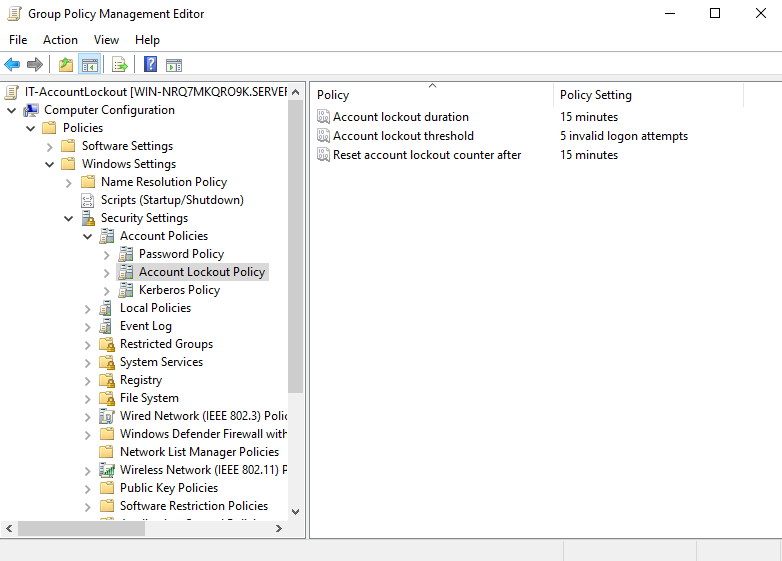 Group Policy Management Editor
File Action View Help
IT-AccountLockout [WIN-NRQ7MKQRO9K.SERVER
Computer Configuration
Policies
Software Settings
Windows Settings
Name Resolution Policy
Scripts (Startup/Shutdown)
Security Settings
Account Policies
Password Policy
Account Lockout Policy
Kerberos Policy
Local Policies
Event Log
Restricted Groups
System Services
Registry
File System
Wired Network (IEEE 802.3) Polic
Windows Defender Firewall with
Network List Manager Policies
Wireless Network (IEEE 802.11) P
Public Key Policies
Software Restriction Policies
Policy Policy Setting
Account lockout duration 15 minutes
Account lockout threshold 5 invalid logon attempts
Reset account lockout counter after 15 minutes